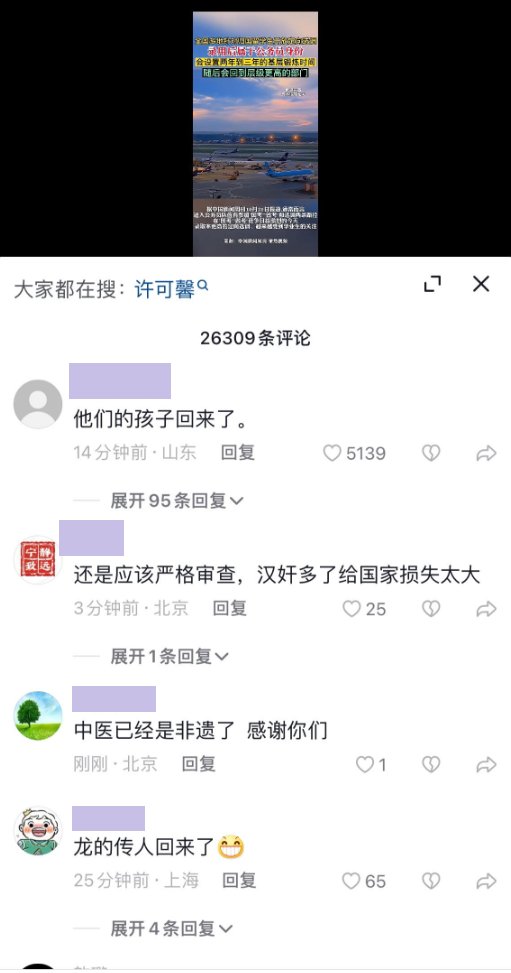 录用后属于公务员身份
会设置两年到三年的基层锻炼时间
随后会回到层级更高的部门
大家都在搜：许可馨
26309条评论
他们的孩子回来了。
14分钟前·山东 回复 5139
展开95条回复
宁静致远
还是应该严格审查，汉奸多了给国家损失太大
3分钟前·北京 回复 25
展开1条回复
中医已经是非遗了 感谢你们
刚刚·北京 回复 1
龙的传人回来了😁
25分钟前·上海 回复 65
展开4条回复